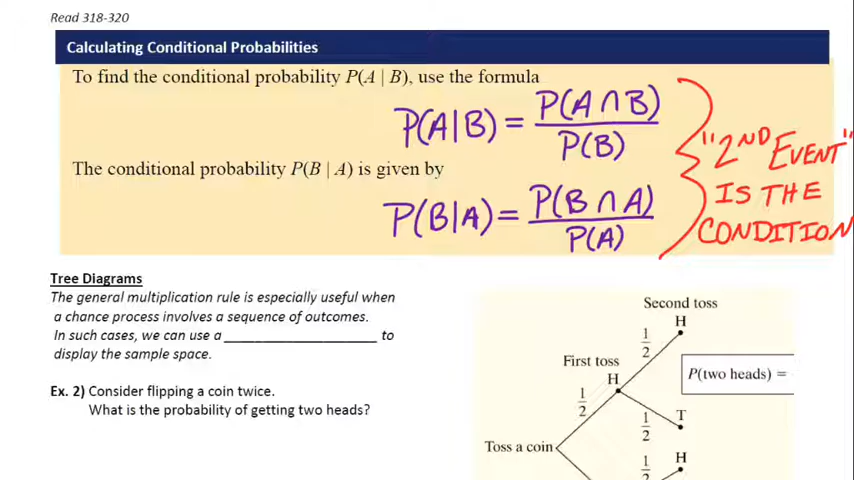 Read 318-320
Calculating Conditional Probabilities
To find the conditional probability P(A | B), use the formula
P(A|B) = P(A ∩ B) / P(B)
The conditional probability P(B | A) is given by
P(B|A) = P(B ∩ A) / P(A)
"2ND EVENT"
IS THE
CONDITION
Tree Diagrams
The general multiplication rule is especially useful when
a chance process involves a sequence of outcomes.
In such cases, we can use a ____________________ to
display the sample space.
Ex. 2) Consider flipping a coin twice.
What is the probability of getting two heads?
Second toss
H
1/2
First toss
H
P(two heads) =
1/2
T
1/2
Toss a coin
H
1/2